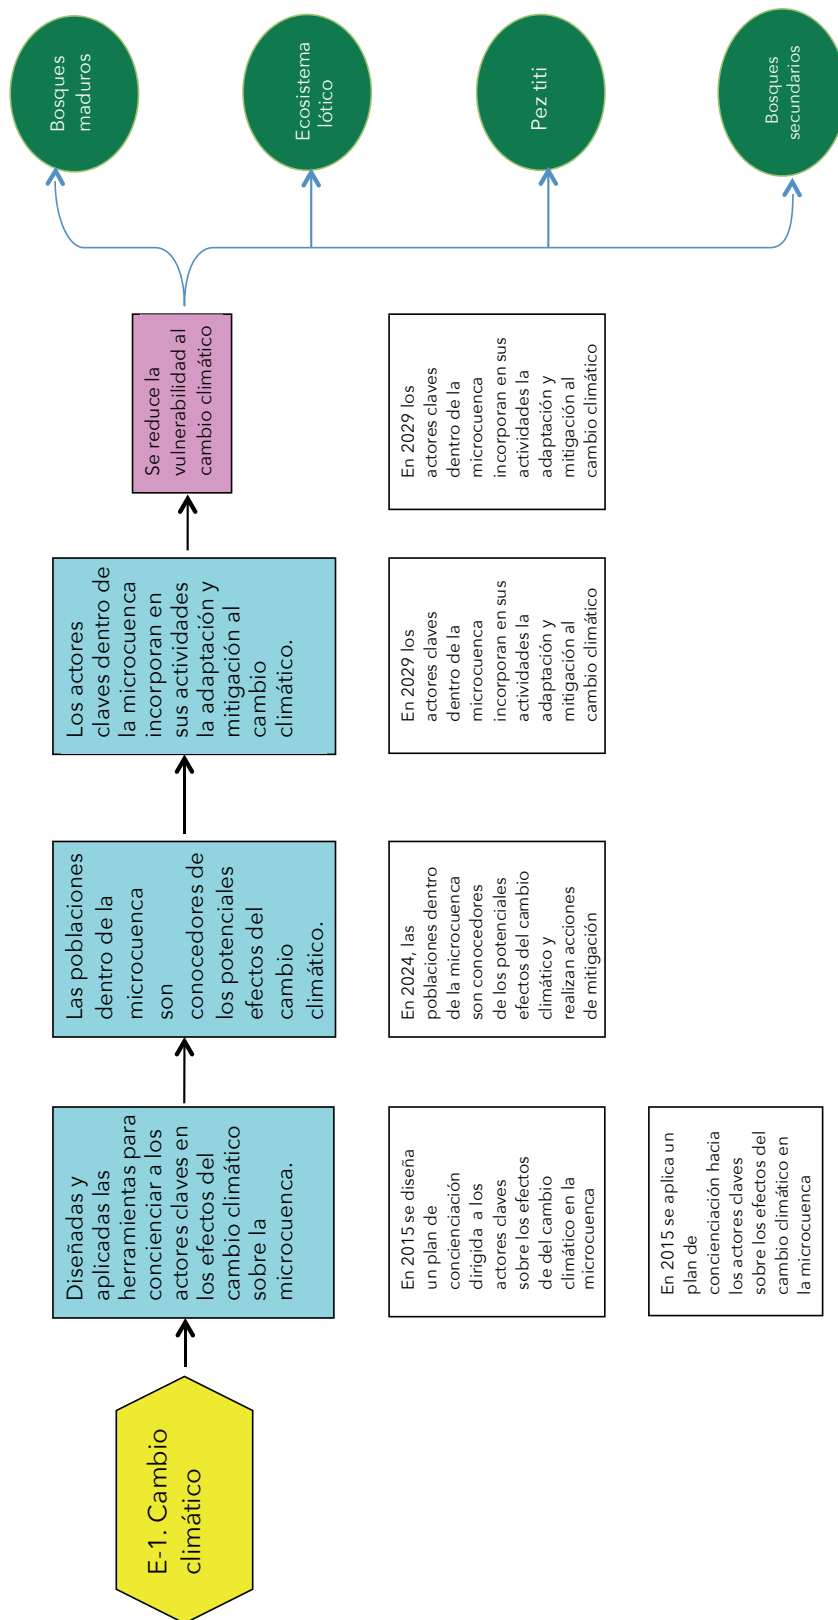 E-1. Cambio
climático
Diseñadas y
aplicadas las
herramientas para
concienciar a los
actores claves en
los efectos del
cambio climático
sobre la
microcuenca.
Las poblaciones
dentro de la
microcuenca
son
conocedores de
los potenciales
efectos del
cambio
climático.
Los actores
claves dentro de
la microcuenca
incorporan en
sus actividades
la adaptación y
mitigación al
cambio
climático.
Se reduce la
vulnerabilidad al
cambio climático
Bosques
maduros
Ecosistema
lótico
Pez titi
Bosques
secundarios
En 2015 se diseña
un plan de
concienciación
dirigida a los
actores claves
sobre los efectos
de del cambio
climático en la
microcuenca
En 2024, las
poblaciones dentro
de la microcuenca
son conocedores
de los potenciales
efectos del cambio
climático y
realizan acciones
de mitigación
En 2029 los
actores claves
dentro de la
microcuenca
incorporan en sus
actividades la
adaptación y
mitigación al
cambio climático
En 2029 los
actores claves
dentro de la
microcuenca
incorporan en sus
actividades la
adaptación y
mitigación al
cambio climático
En 2015 se aplica un
plan de
concienciación hacia
los actores claves
sobre los efectos del
cambio climático en
la microcuenca